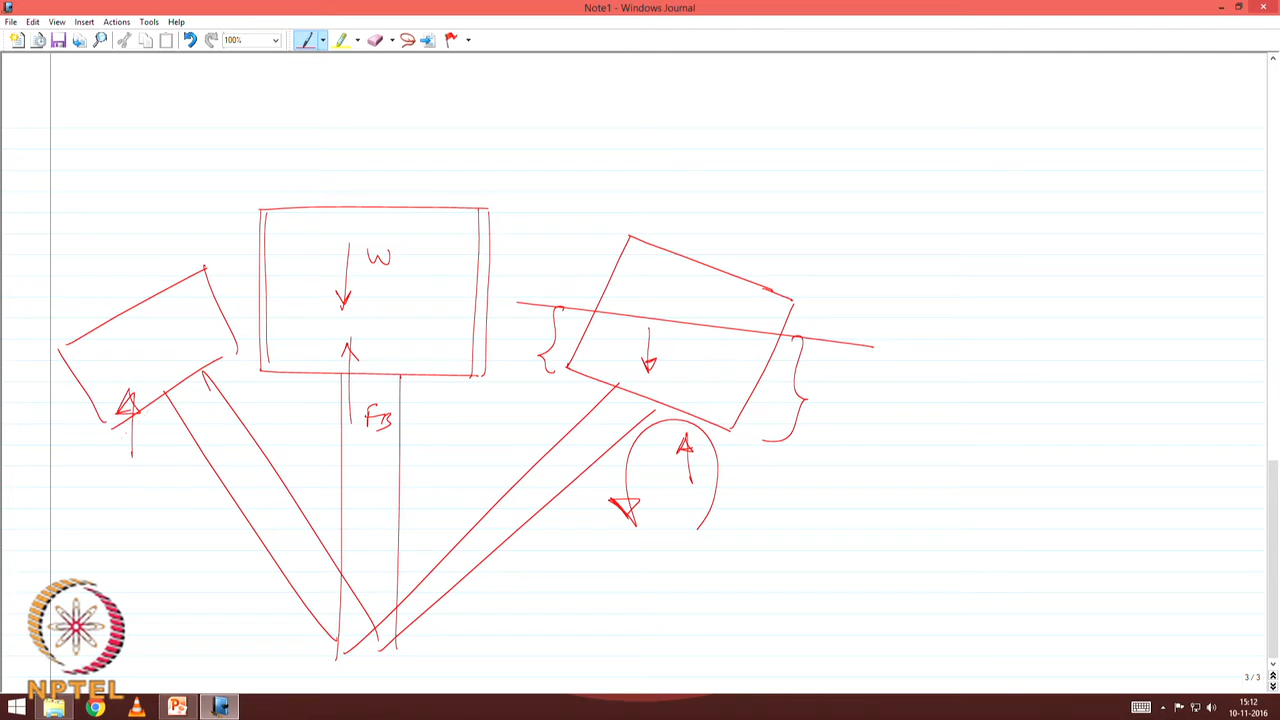 Note1 - Windows Journal
File Edit View Insert Actions Tools Help
100%
W
FB
3 / 3
NPTEL
15:12
10-11-2016